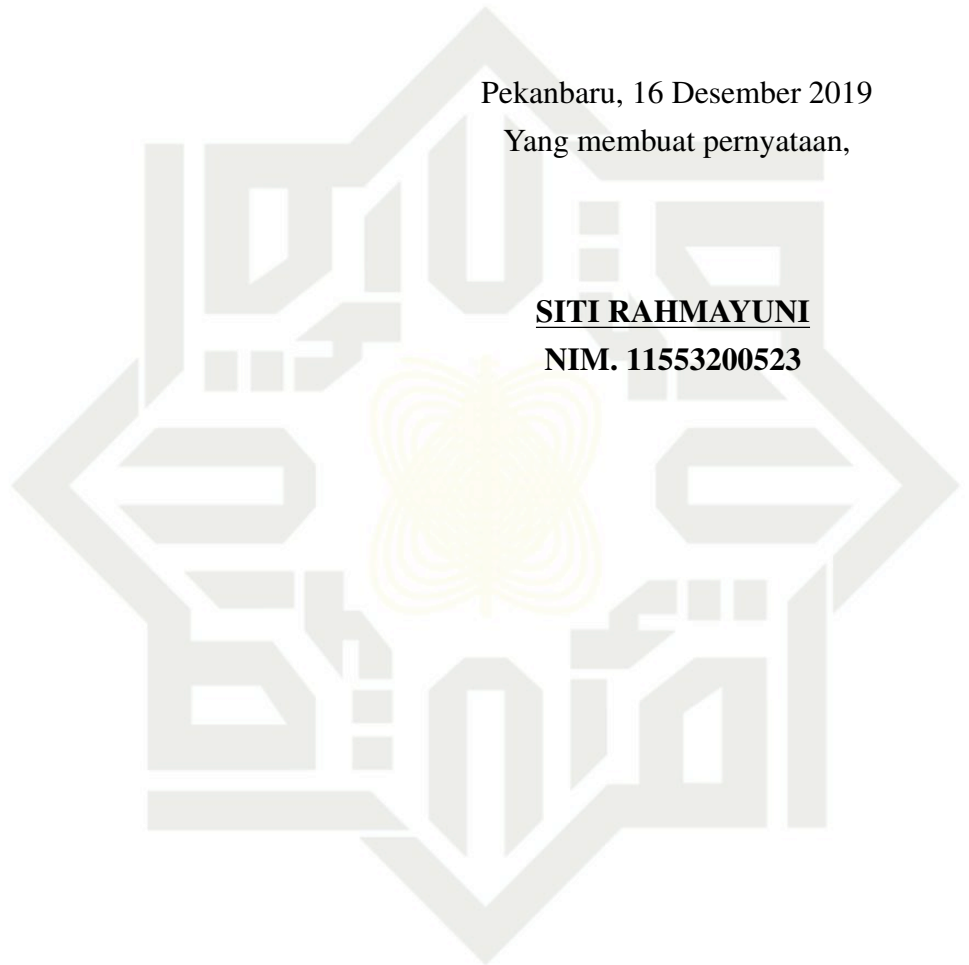 Pekanbaru, 16 Desember 2019
Yang membuat pernyataan,
SITI RAHMAYUNI
NIM. 11553200523